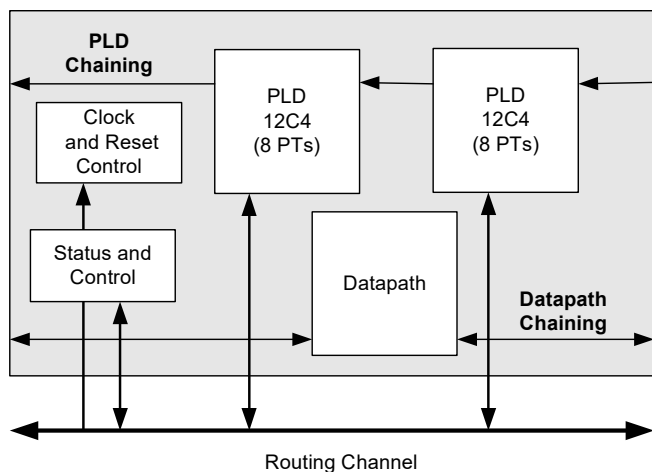 PLD
Chaining
PLD
12C4
(8 PTs)
PLD
12C4
(8 PTs)
Clock
and Reset
Control
Status and
Control
Datapath
Datapath
Chaining
Routing Channel